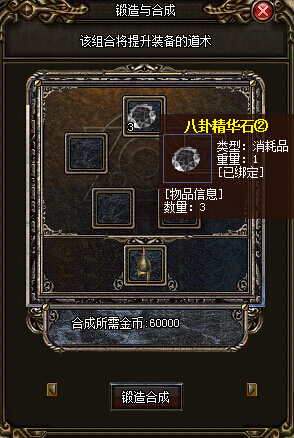 锻造与合成
该组合将提升装备的道术
3
八卦精华石②
类型：消耗品
重量：1
[已绑定]
[物品信息]
数量：3
合成所需金币:60000
锻造合成